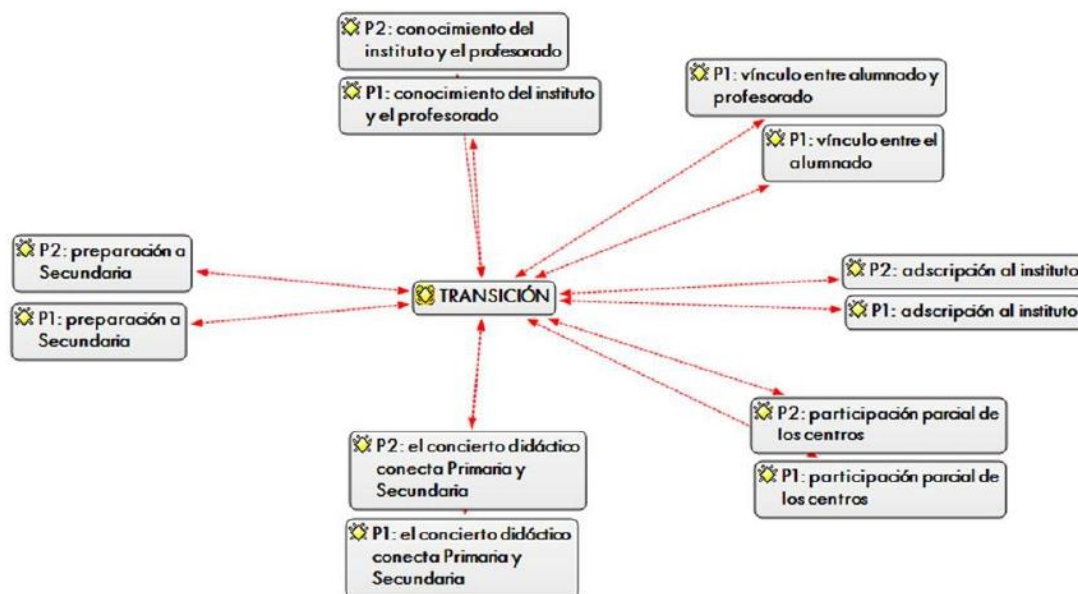 P2: conocimiento del
instituto y el profesorado
P1: conocimiento del instituto
y el profesorado
P1: vínculo entre alumnado y
profesorado
P1: vínculo entre el
alumnado
P2: preparación a
Secundaria
P1: preparación a
Secundaria
TRANSICIÓN
P2: adscripción al instituto
P1: adscripción al instituto
P2: participación parcial de
los centros
P1: participación parcial de
los centros
P2: el concierto didáctico
conecta Primaria y
Secundaria
P1: el concierto didáctico
conecta Primaria y
Secundaria